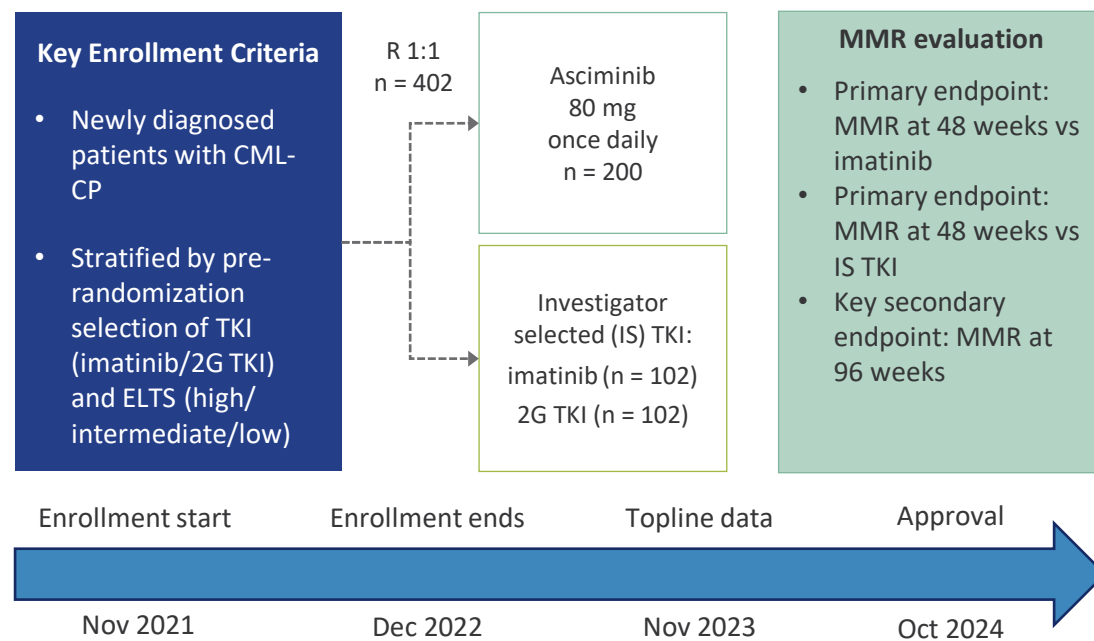 Key Enrollment Criteria
• Newly diagnosed
patients with CML-
CP
• Stratified by pre-
randomization
selection of TKI
(imatinib/2G TKI)
and ELTS (high/
intermediate/low)
R 1:1
n = 402
Asciminib
80 mg
once daily
n = 200
Investigator
selected (IS) TKI:
imatinib (n = 102)
2G TKI (n = 102)
MMR evaluation
• Primary endpoint:
MMR at 48 weeks vs
imatinib
• Primary endpoint:
MMR at 48 weeks vs
IS TKI
• Key secondary
endpoint: MMR at
96 weeks
Enrollment start
Enrollment ends
Topline data
Approval
Nov 2021
Dec 2022
Nov 2023
Oct 2024